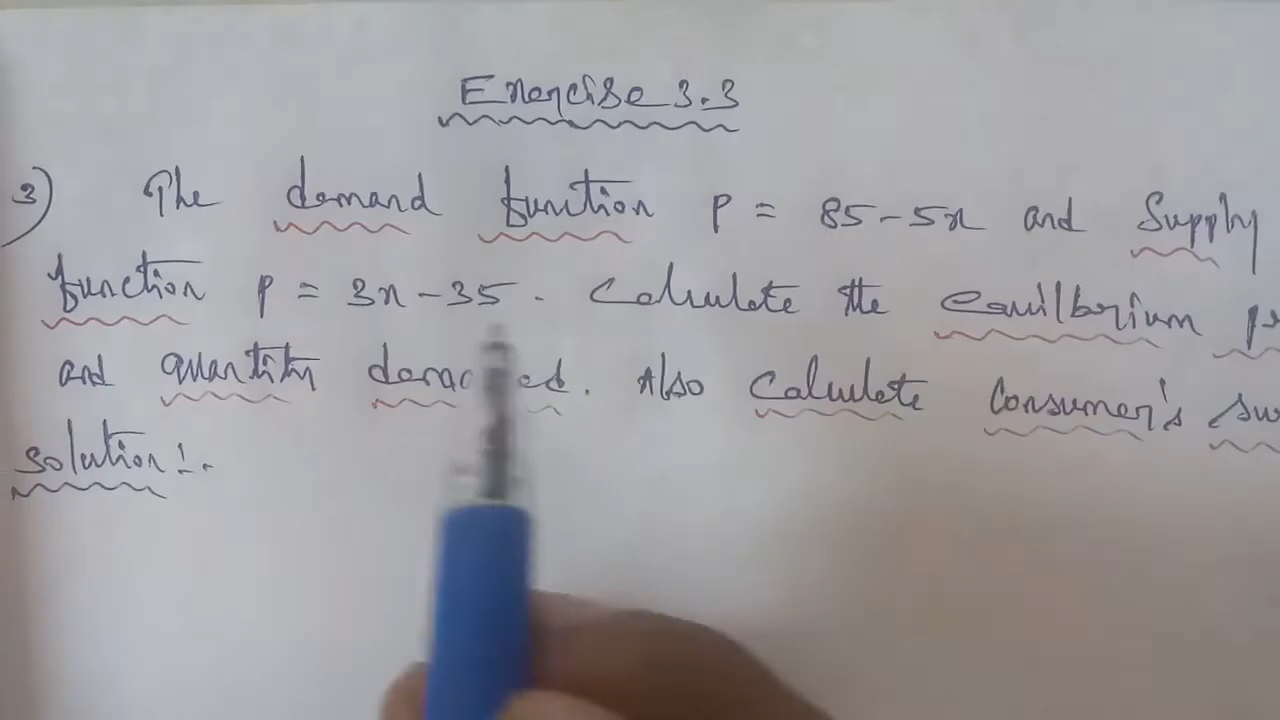 Exercise 3.3
3) The demand function p = 85 - 5x and Supply
function p = 3x - 35. Calculate the equilbrium
and quantity demanded. Also Calculate Consumer's
Solution:-